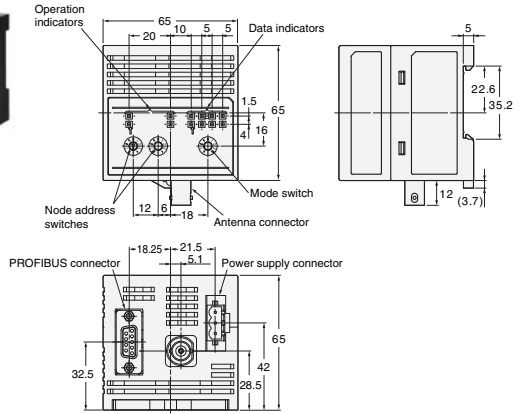 Operation
indicators
65
20
10
5
5
Data indicators
1.5
4
16
65
Mode switch
Node address
switches
12
6
18
Antenna connector
5
22.6
35.2
12
(3.7)
18.25
21.5
5.1
PROFIBUS connector
Power supply connector
32.5
28.5
42
65